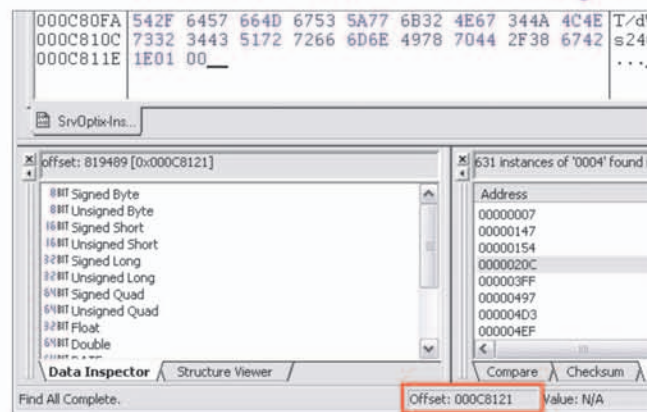 000C80FA 542F 6457 664D 6753 5A77 6B32 4E67 344A 4C4E T/d
000C810C 7332 3443 5172 7266 6D6E 4978 7044 2F38 6742 s24
000C811E 1E01 00__ ...
SrvOptix-Ins...
offset: 819489 [0x000C8121]
8BIT Signed Byte
8BIT Unsigned Byte
16BIT Signed Short
16BIT Unsigned Short
32BIT Signed Long
32BIT Unsigned Long
64BIT Signed Quad
64BIT Unsigned Quad
32BIT Float
64BIT Double
Data Inspector Structure Viewer
631 instances of '0004' found
Address
00000007
00000147
00000154
0000020C
000003FF
00000497
000004D3
000004EF
Compare Checksum
Find All Complete. Offset: 000C8121 Value: N/A